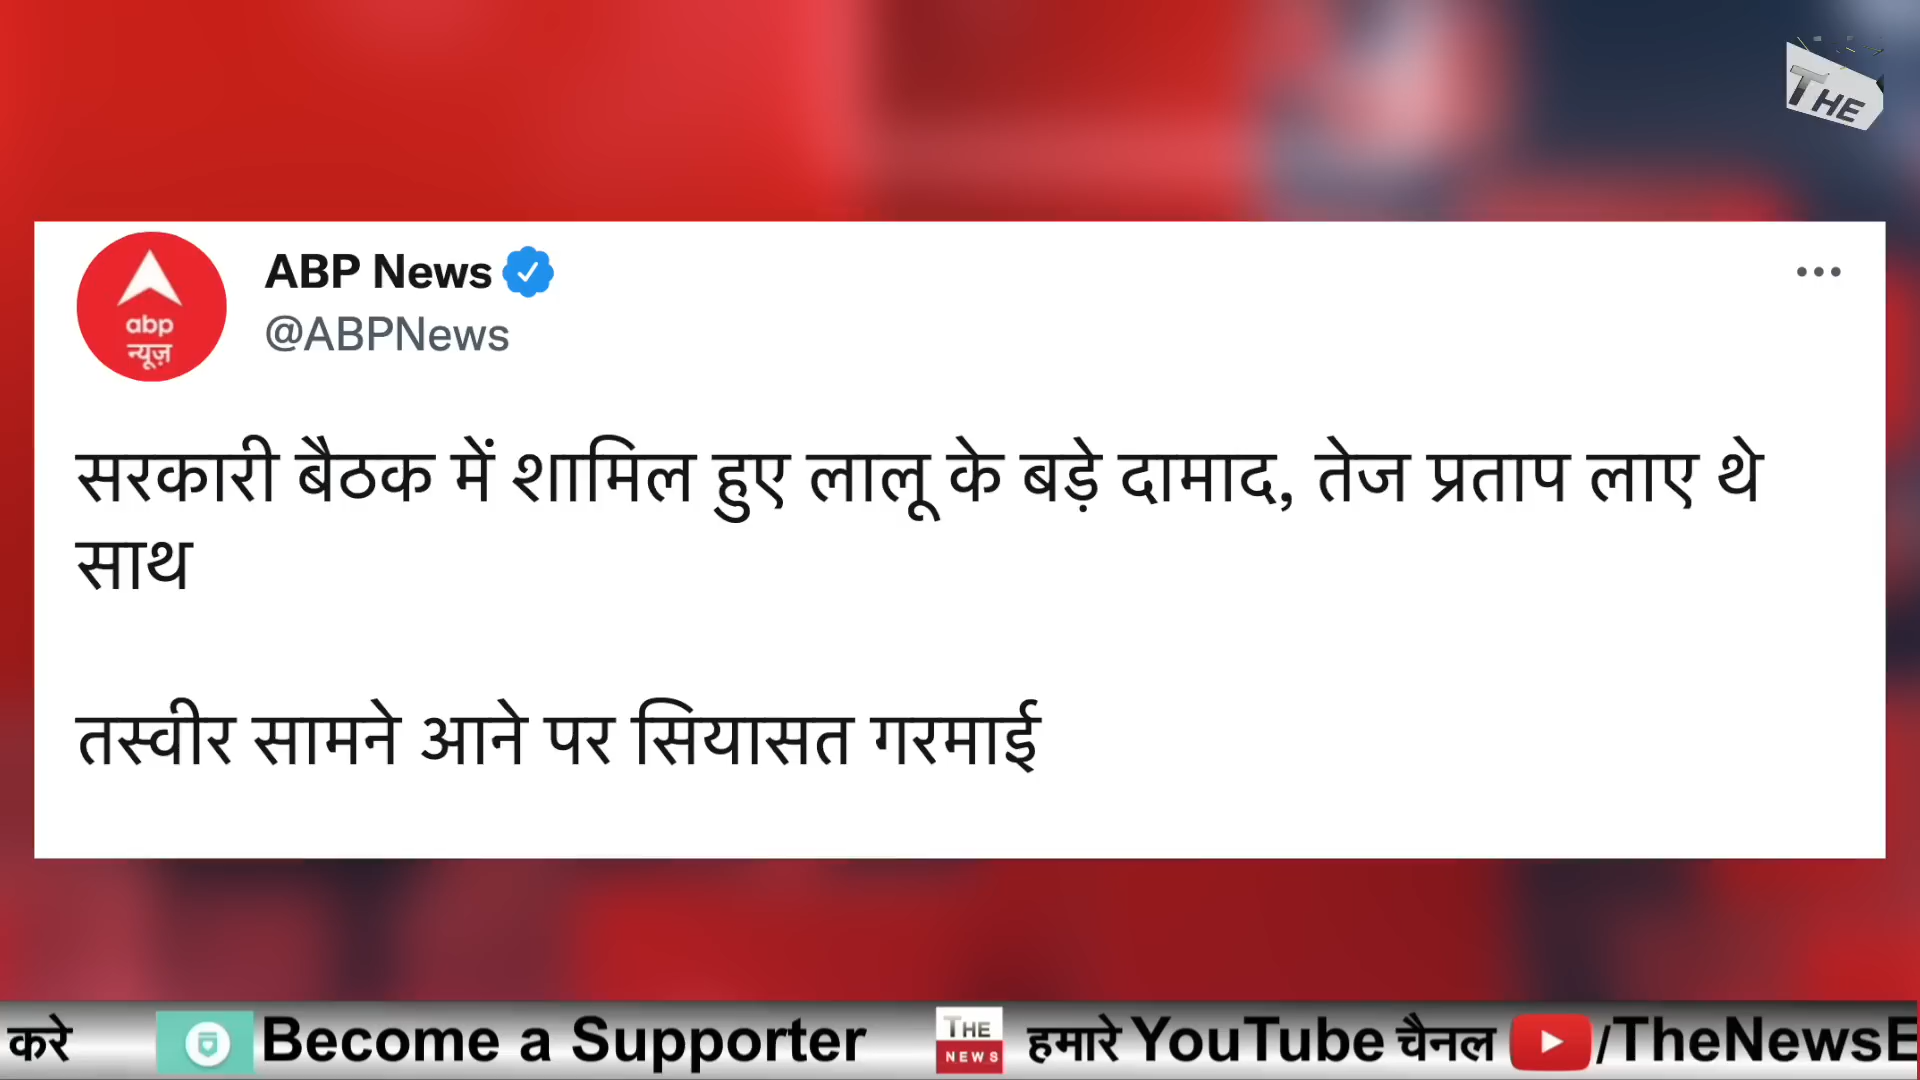 THE
ABP News
@ABPNews
abp
न्यूज़
सरकारी बैठक में शामिल हुए लालू के बड़े दामाद, तेज प्रताप लाए थे
साथ
तस्वीर सामने आने पर सियासत गरमाई
करे Become a Supporter THE NEWS हमारे YouTube चैनल /TheNewsE